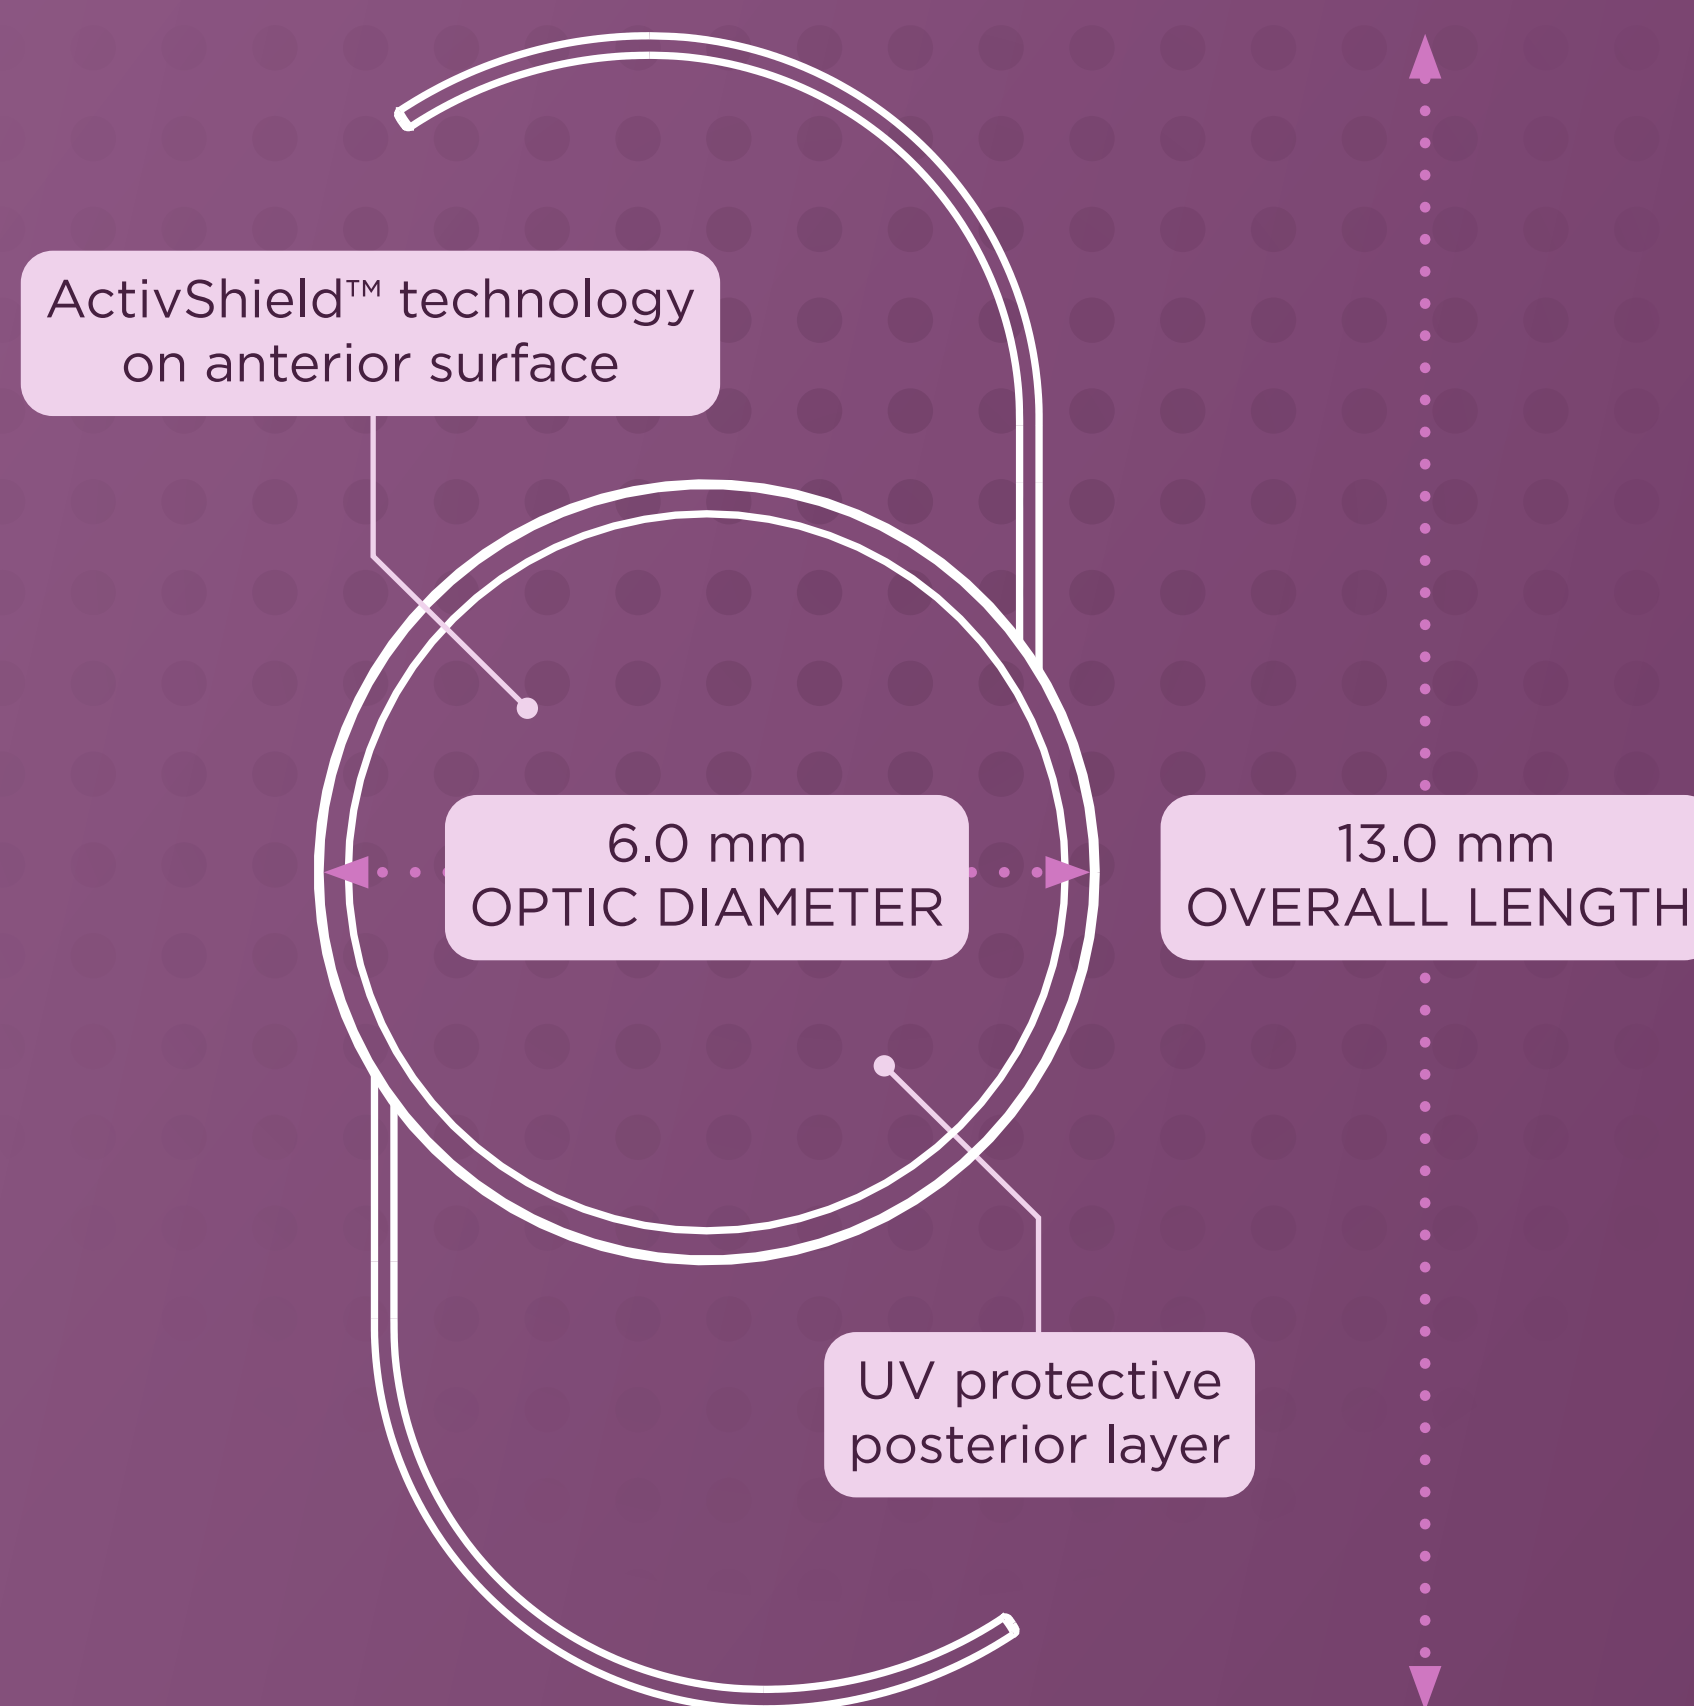 ActivShield™ technology
on anterior surface
6.0 mm
OPTIC DIAMETER
13.0 mm
OVERALL LENGTH
UV protective
posterior layer